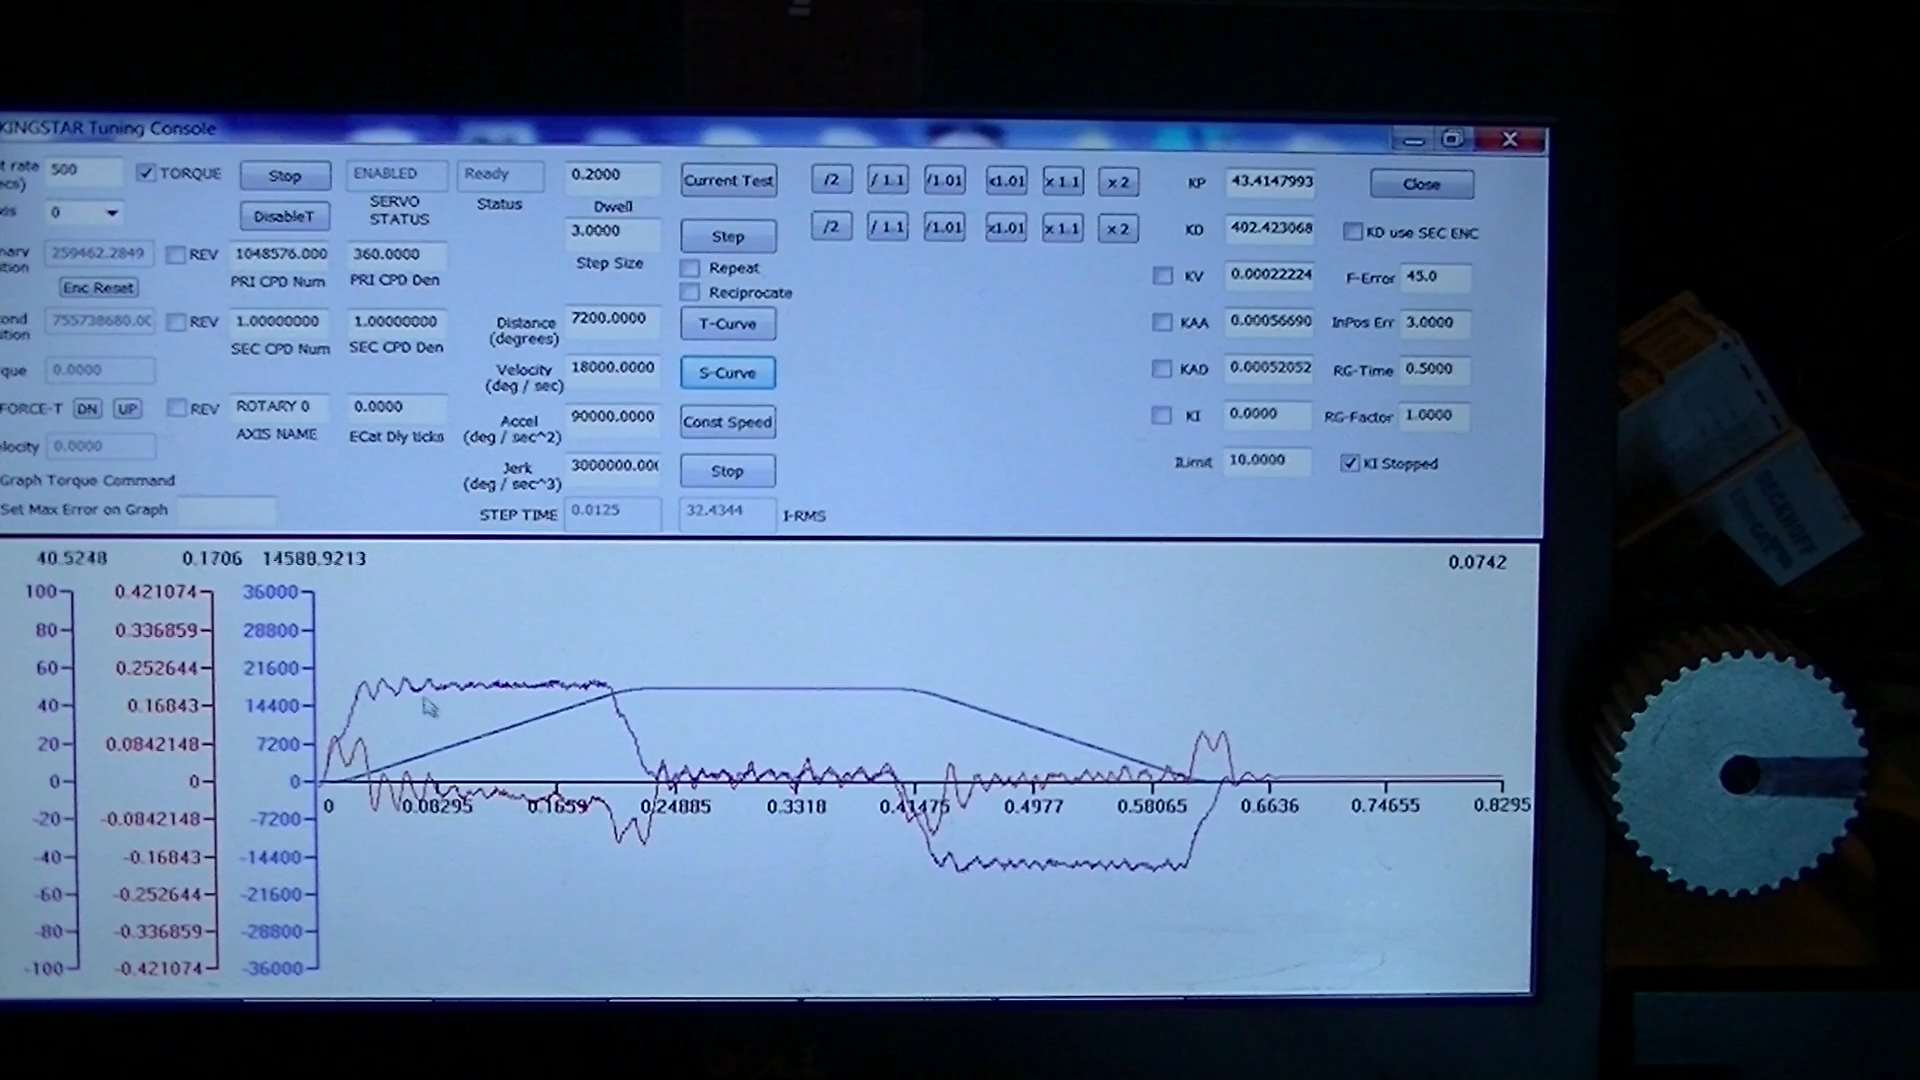 KINGSTAR Tuning Console
t rate 500 TORQUE Stop ENABLED Ready 0.2000 Current Test /2 / 1.1 /1.01 x1.01 x 1.1 x 2 KP 43.4147993 Close
SERVO STATUS Status Dwell
0 DisableT 3.0000 Step /2 / 1.1 /1.01 x1.01 x 1.1 x 2 KD 402.423068 KD use SEC ENC
259462.2849 REV 1048576.000 360.0000 Step Size Repeat
Enc Reset PRI CPD Num PRI CPD Den Reciprocate KV 0.00022224 F-Error 45.0
755738680.0 REV 1.00000000 1.00000000 Distance (degrees) 7200.0000 T-Curve KAA 0.00056690 InPos Err 3.0000
SEC CPD Num SEC CPD Den
que 0.0000 Velocity (deg / sec) 18000.0000 S-Curve KAD 0.00052052 RG-Time 0.5000
FORCE-T DN UP REV ROTARY 0 0.0000 Accel (deg / sec^2) 90000.0000 Const Speed KI 0.0000 RG-Factor 1.0000
AXIS NAME ECat Dly ticks
locity 0.0000 Jerk (deg / sec^3) 3000000.00 Stop ILimit 10.0000 KI Stopped
Graph Torque Command
Set Max Error on Graph STEP TIME 0.0125 32.4344 I-RMS
40.5248 0.1706 14588.9213 0.0742
100 0.421074 36000
80 0.336859 28800
60 0.252644 21600
40 0.16843 14400
20 0.0842148 7200
0 0 0
0 0.08295 0.1659 0.24885 0.3318 0.41475 0.4977 0.58065 0.6636 0.74655 0.8295
-20 -0.0842148 -7200
-40 -0.16843 -14400
-60 -0.252644 -21600
-80 -0.336859 -28800
-100 -0.421074 -36000
BECKHOFF